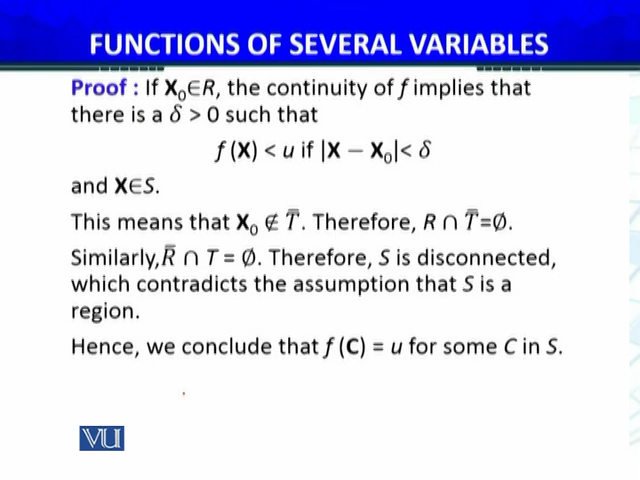 FUNCTIONS OF SEVERAL VARIABLES
Proof : If X₀∈R, the continuity of f implies that
there is a δ > 0 such that
f (X) < u if |X − X₀|< δ
and X∈S.
This means that X₀ ∉ T̅. Therefore, R ∩ T̅=∅.
Similarly,R̅ ∩ T = ∅. Therefore, S is disconnected,
which contradicts the assumption that S is a
region.
Hence, we conclude that f (C) = u for some C in S.
VU